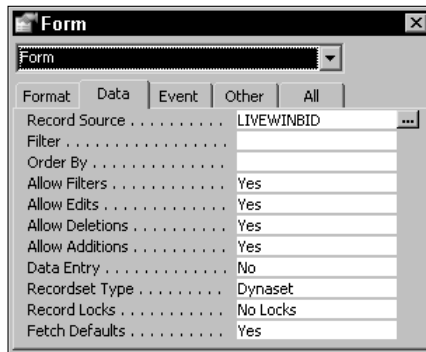 Form
Form
Format Data Event Other All
Record Source . . . . . . . . . . LIVEWINBID ...
Filter . . . . . . . . . . . . . . . . . .
Order By . . . . . . . . . . . . . . .
Allow Filters . . . . . . . . . . . . Yes
Allow Edits . . . . . . . . . . . . . Yes
Allow Deletions . . . . . . . . . Yes
Allow Additions . . . . . . . . . Yes
Data Entry . . . . . . . . . . . . . No
Recordset Type . . . . . . . . . Dynaset
Record Locks . . . . . . . . . . . No Locks
Fetch Defaults . . . . . . . . . . Yes